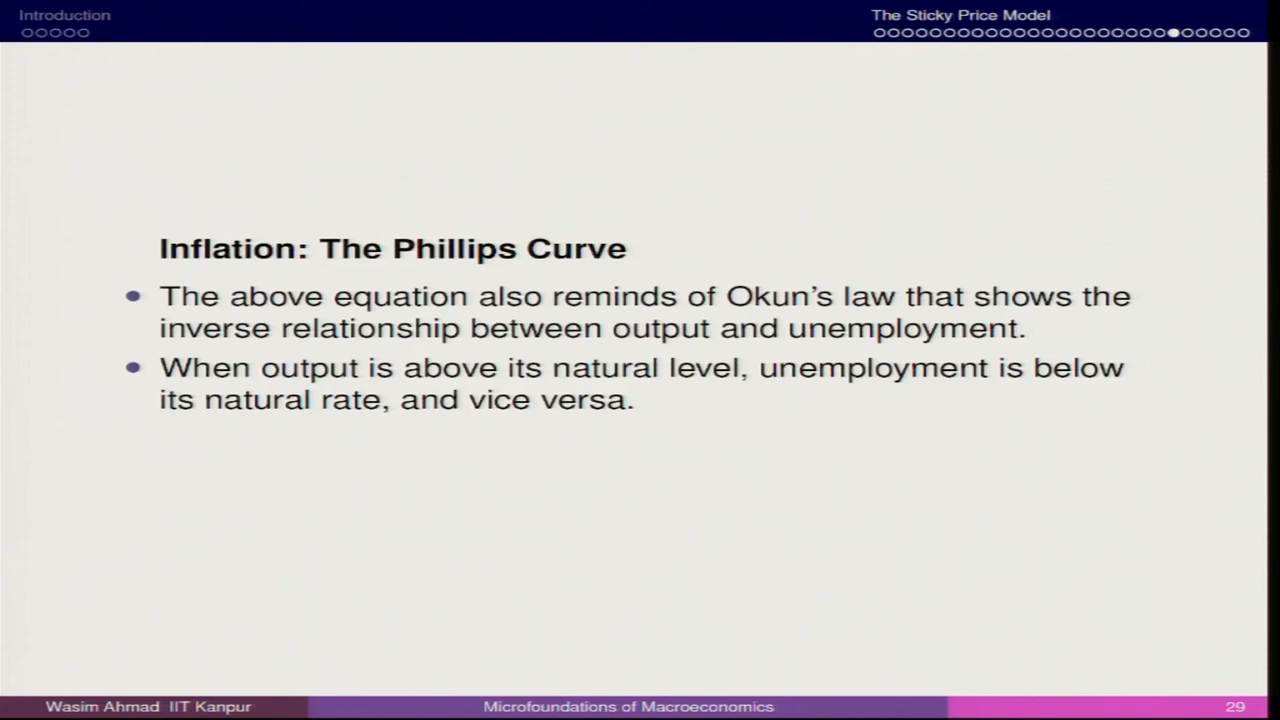 Introduction
The Sticky Price Model
Inflation: The Phillips Curve
• The above equation also reminds of Okun's law that shows the
inverse relationship between output and unemployment.
• When output is above its natural level, unemployment is below
its natural rate, and vice versa.
Wasim Ahmad IIT Kanpur
Microfoundations of Macroeconomics
29